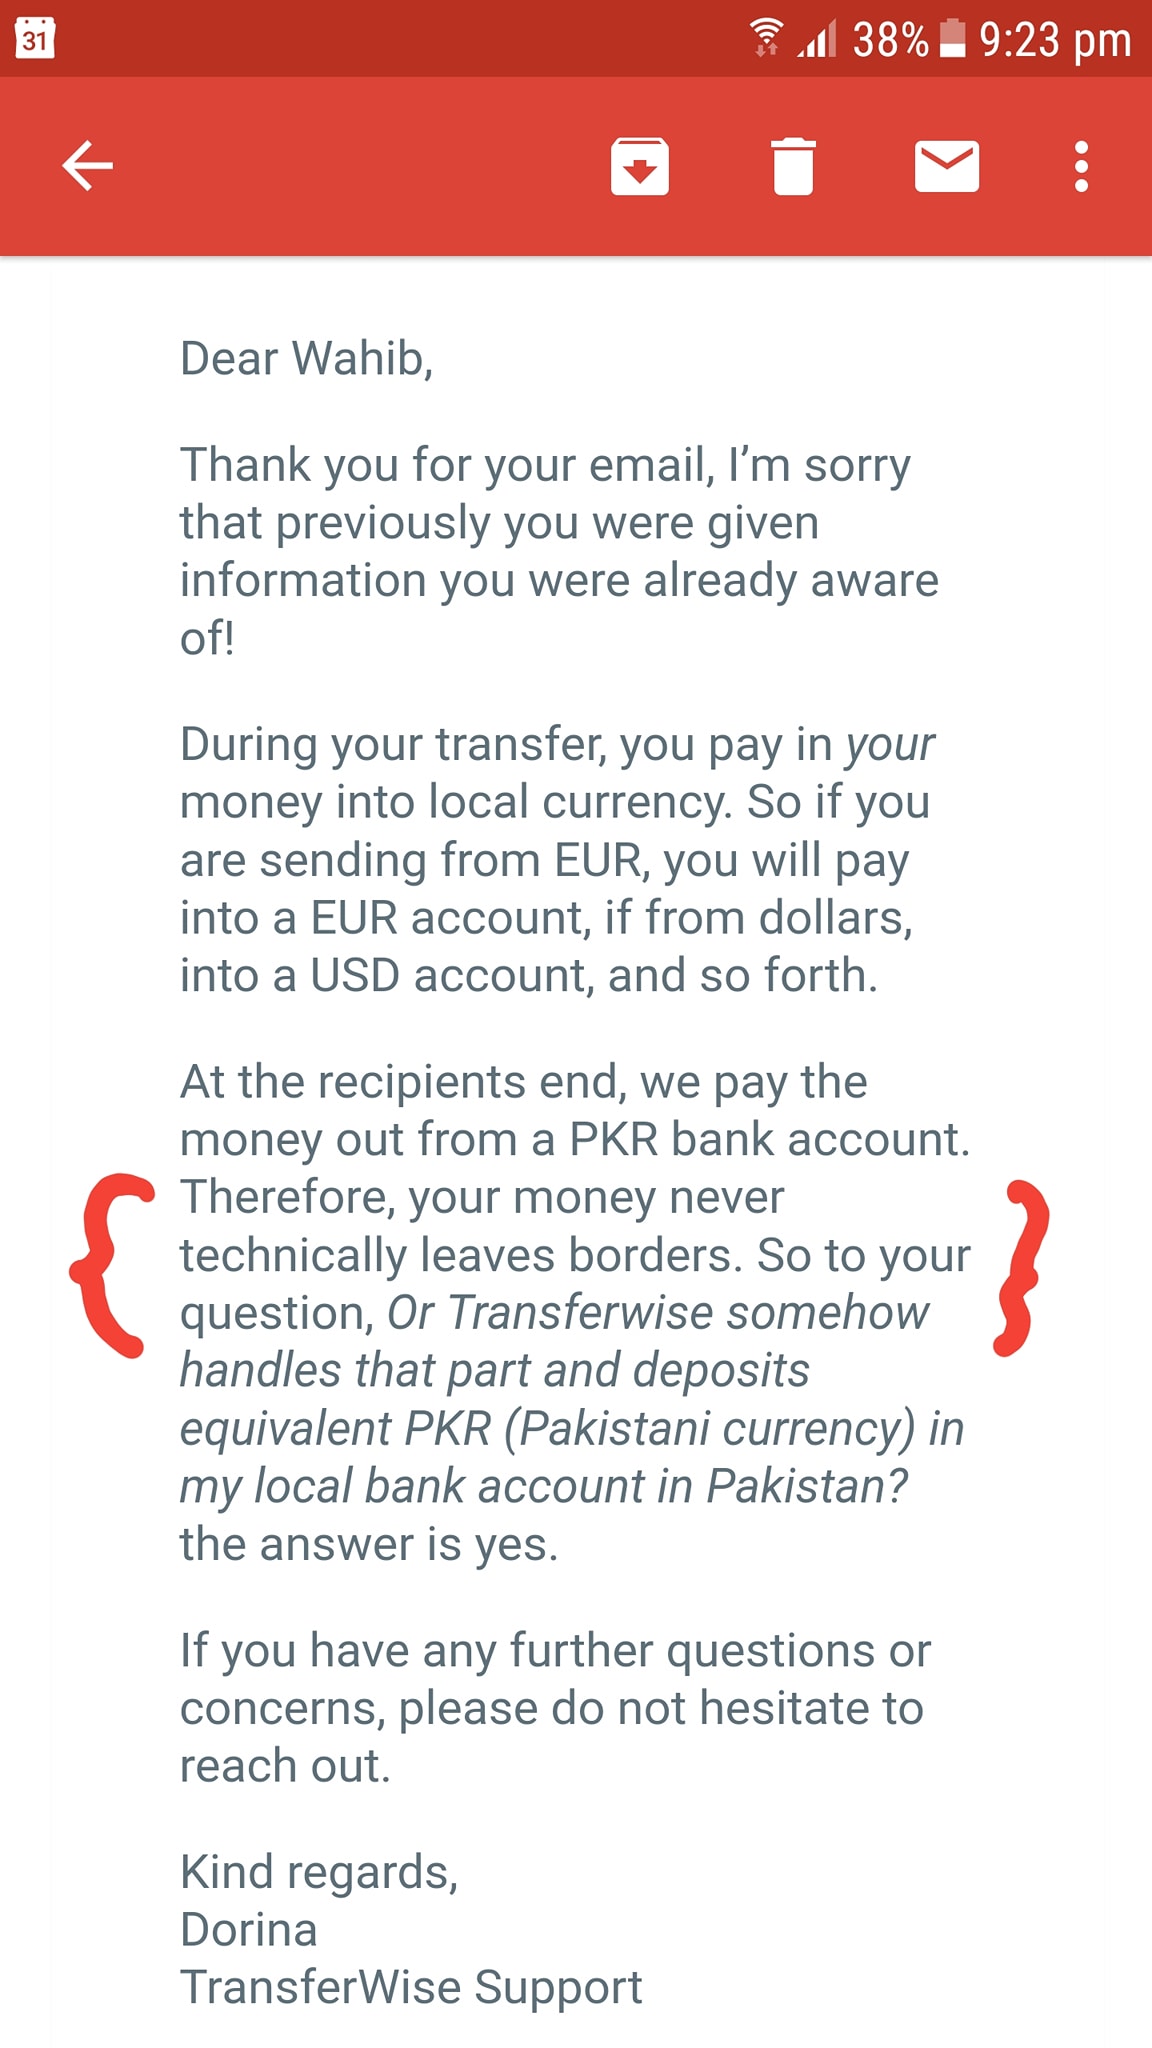 31 38% 9:23 pm
Dear Wahib,
Thank you for your email, I'm sorry
that previously you were given
information you were already aware
of!
During your transfer, you pay in your
money into local currency. So if you
are sending from EUR, you will pay
into a EUR account, if from dollars,
into a USD account, and so forth.
At the recipients end, we pay the
money out from a PKR bank account.
Therefore, your money never
technically leaves borders. So to your
question, Or Transferwise somehow
handles that part and deposits
equivalent PKR (Pakistani currency) in
my local bank account in Pakistan?
the answer is yes.
If you have any further questions or
concerns, please do not hesitate to
reach out.
Kind regards,
Dorina
TransferWise Support